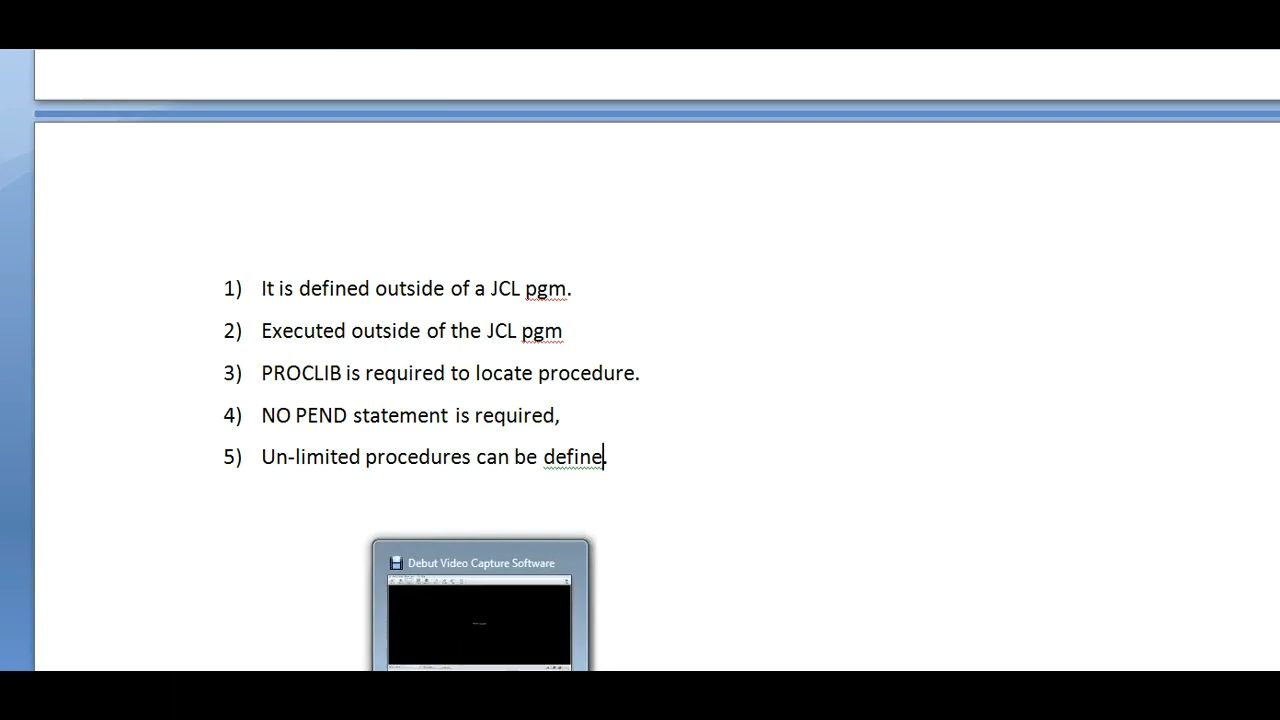 1) It is defined outside of a JCL pgm.
2) Executed outside of the JCL pgm
3) PROCLIB is required to locate procedure.
4) NO PEND statement is required,
5) Un-limited procedures can be define.
Debut Video Capture Software